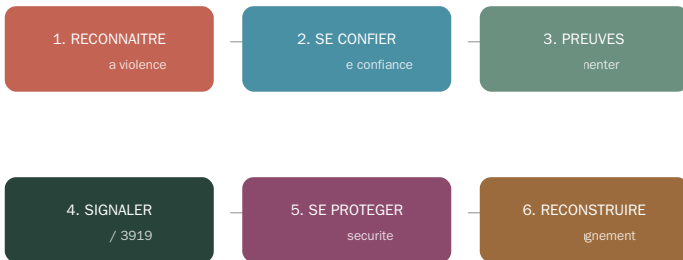 1. RECONNAITRE
a violence
2. SE CONFIER
e confiance
3. PREUVES
menter
4. SIGNALER
/ 3919
5. SE PROTEGER
securite
6. RECONSTRUIRE
gnement